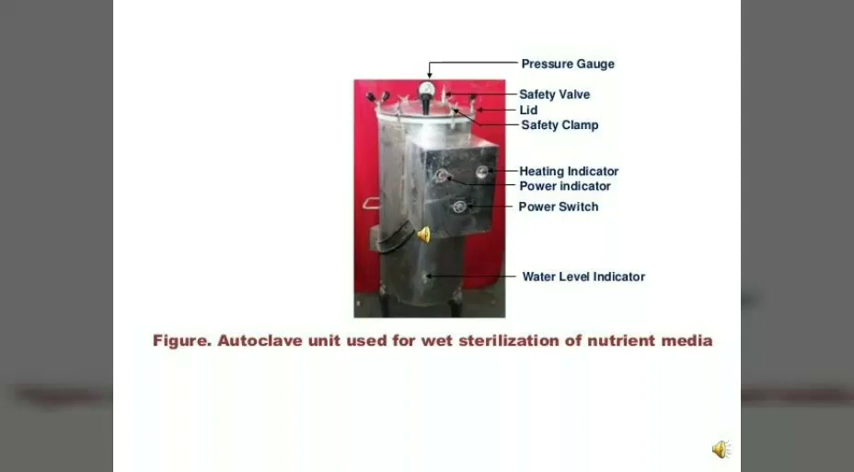 Pressure Gauge
Safety Valve
Lid
Safety Clamp
Heating Indicator
Power indicator
Power Switch
Water Level Indicator
Figure. Autoclave unit used for wet sterilization of nutrient media